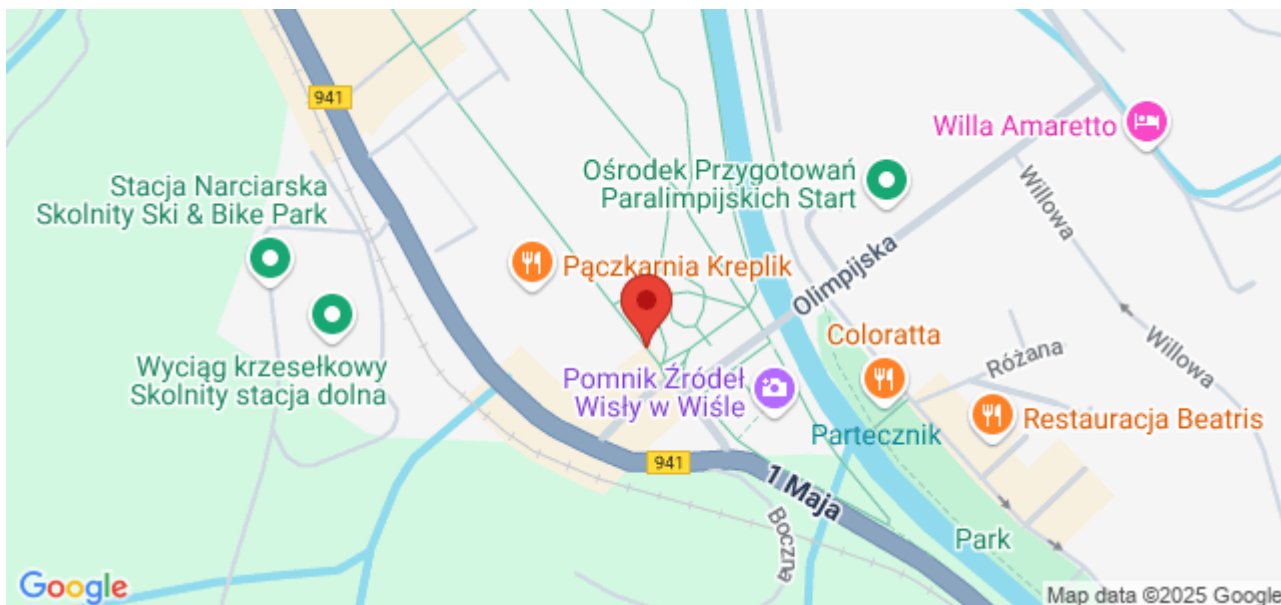 941
Willa Amaretto
Ośrodek Przygotowań
Paralimpijskich Start
Stacja Narciarska
Skolnity Ski & Bike Park
Willowa
Pączkarnia Kreplik
Olimpijska
Coloratta
Różana
Willowa
Wyciąg krzesełkowy
Skolnity stacja dolna
Pomnik Źródeł
Wisły w Wiśle
Restauracja Beatris
Partecznik
941
1 Maja
Boczna
Park
Google
Map data ©2025 Google